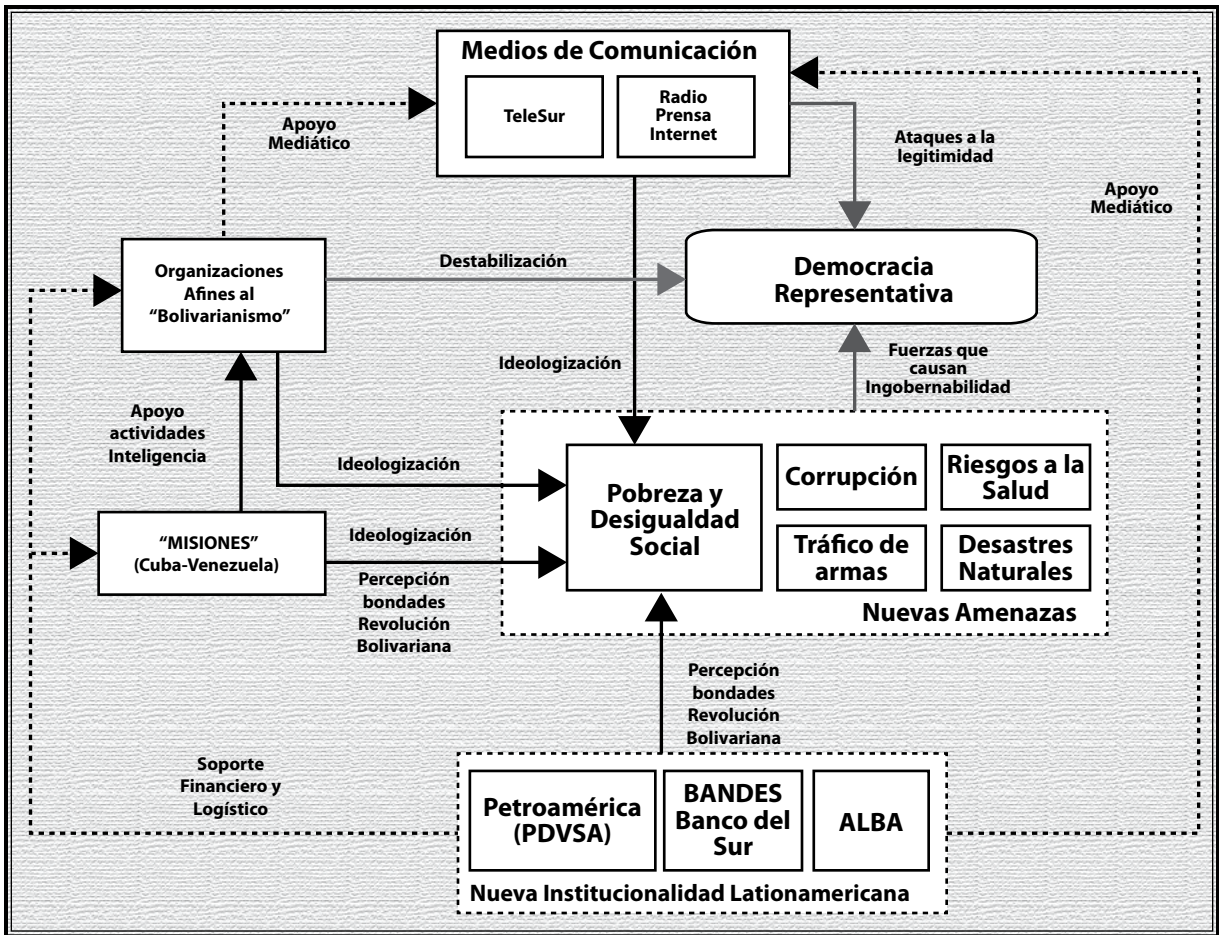 Medios de Comunicación
TeleSur
Radio
Prensa
Internet
Apoyo
Mediático
Ataques a la
legitimidad
Apoyo
Mediático
Organizaciones
Afines al
“Bolivarianismo”
Destabilización
Democracia
Representativa
Ideologización
Fuerzas que
causan
Ingobernabilidad
Apoyo
actividades
Inteligencia
Ideologización
Pobreza y
Desigualdad
Social
Corrupción
Riesgos a la
Salud
Tráfico de
armas
Desastres
Naturales
Nuevas Amenazas
“MISIONES”
(Cuba-Venezuela)
Ideologización
Percepción
bondades
Revolución
Bolivariana
Percepción
bondades
Revolución
Bolivariana
Soporte
Financiero y
Logístico
Petroamérica
(PDVSA)
BANDES
Banco del
Sur
ALBA
Nueva Institucionalidad Lationamericana